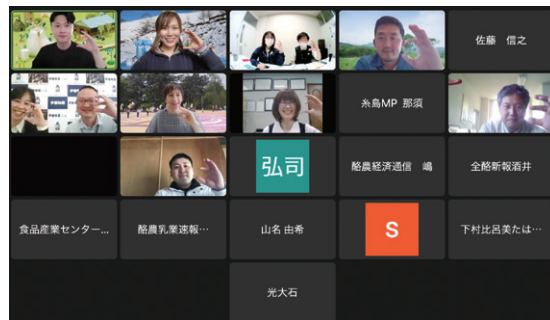 佐藤 信之
糸島MP 那須
弘司
酪農経済通信 嶋
全酪新報酒井
食品産業センター...
酪農乳業速報…
山名 由希
S
下村比呂美たは…
光大石